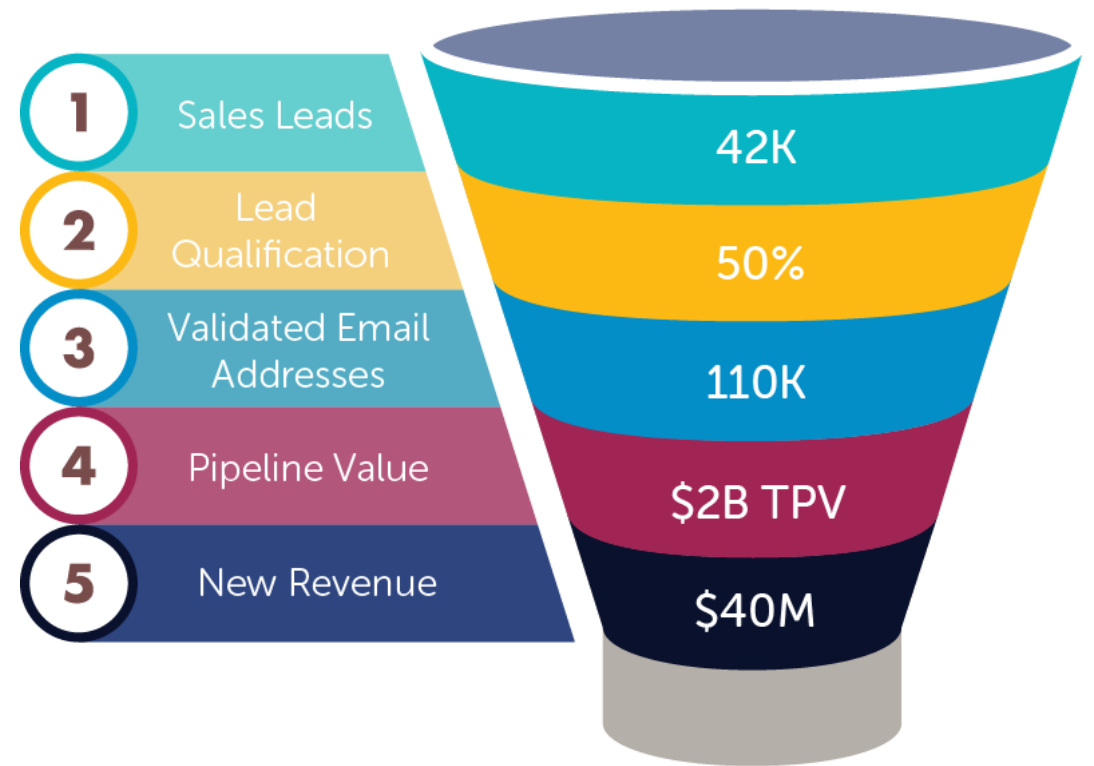 1
Sales Leads
42K
2
Lead
Qualification
50%
3
Validated Email
Addresses
110K
4
Pipeline Value
$2B TPV
5
New Revenue
$40M